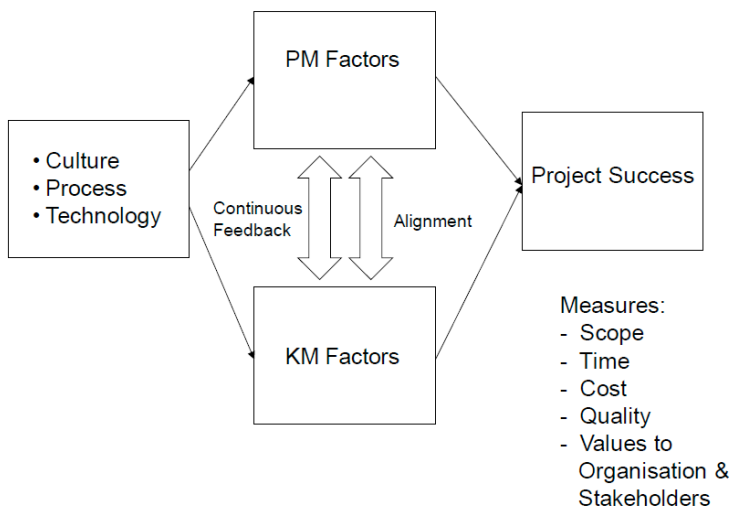 PM Factors
• Culture
• Process
• Technology
Continuous
Feedback
Alignment
Project Success
KM Factors
Measures:
- Scope
- Time
- Cost
- Quality
- Values to
Organisation &
Stakeholders